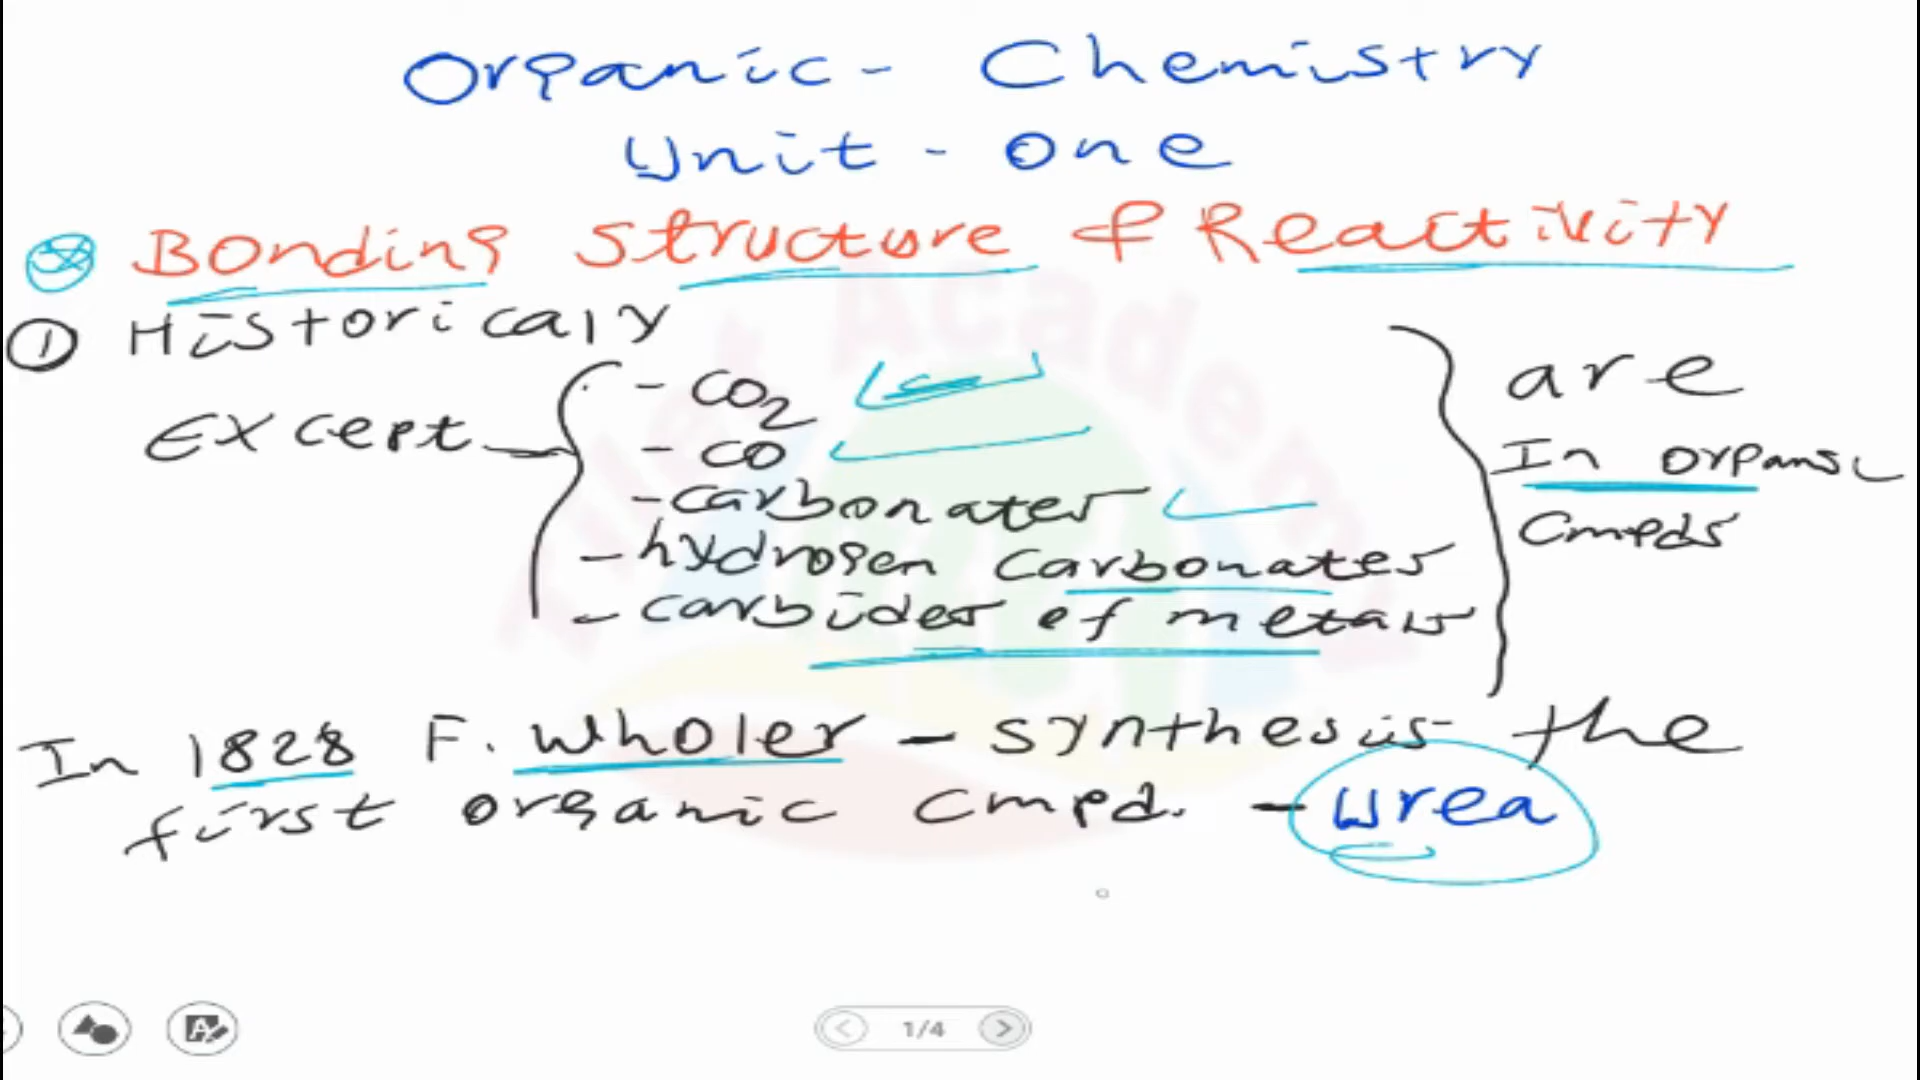 Organic - Chemistry
Unit - One
Bonding structure & Reactivity
① Historicaly
Except
- CO2
- CO
- carbonates
- hydrogen carbonates
- carbides of metals
are
In organic
Cmpds
In 1828 F. Wholer - synthesis the
first organic cmpd. - Urea
1/4